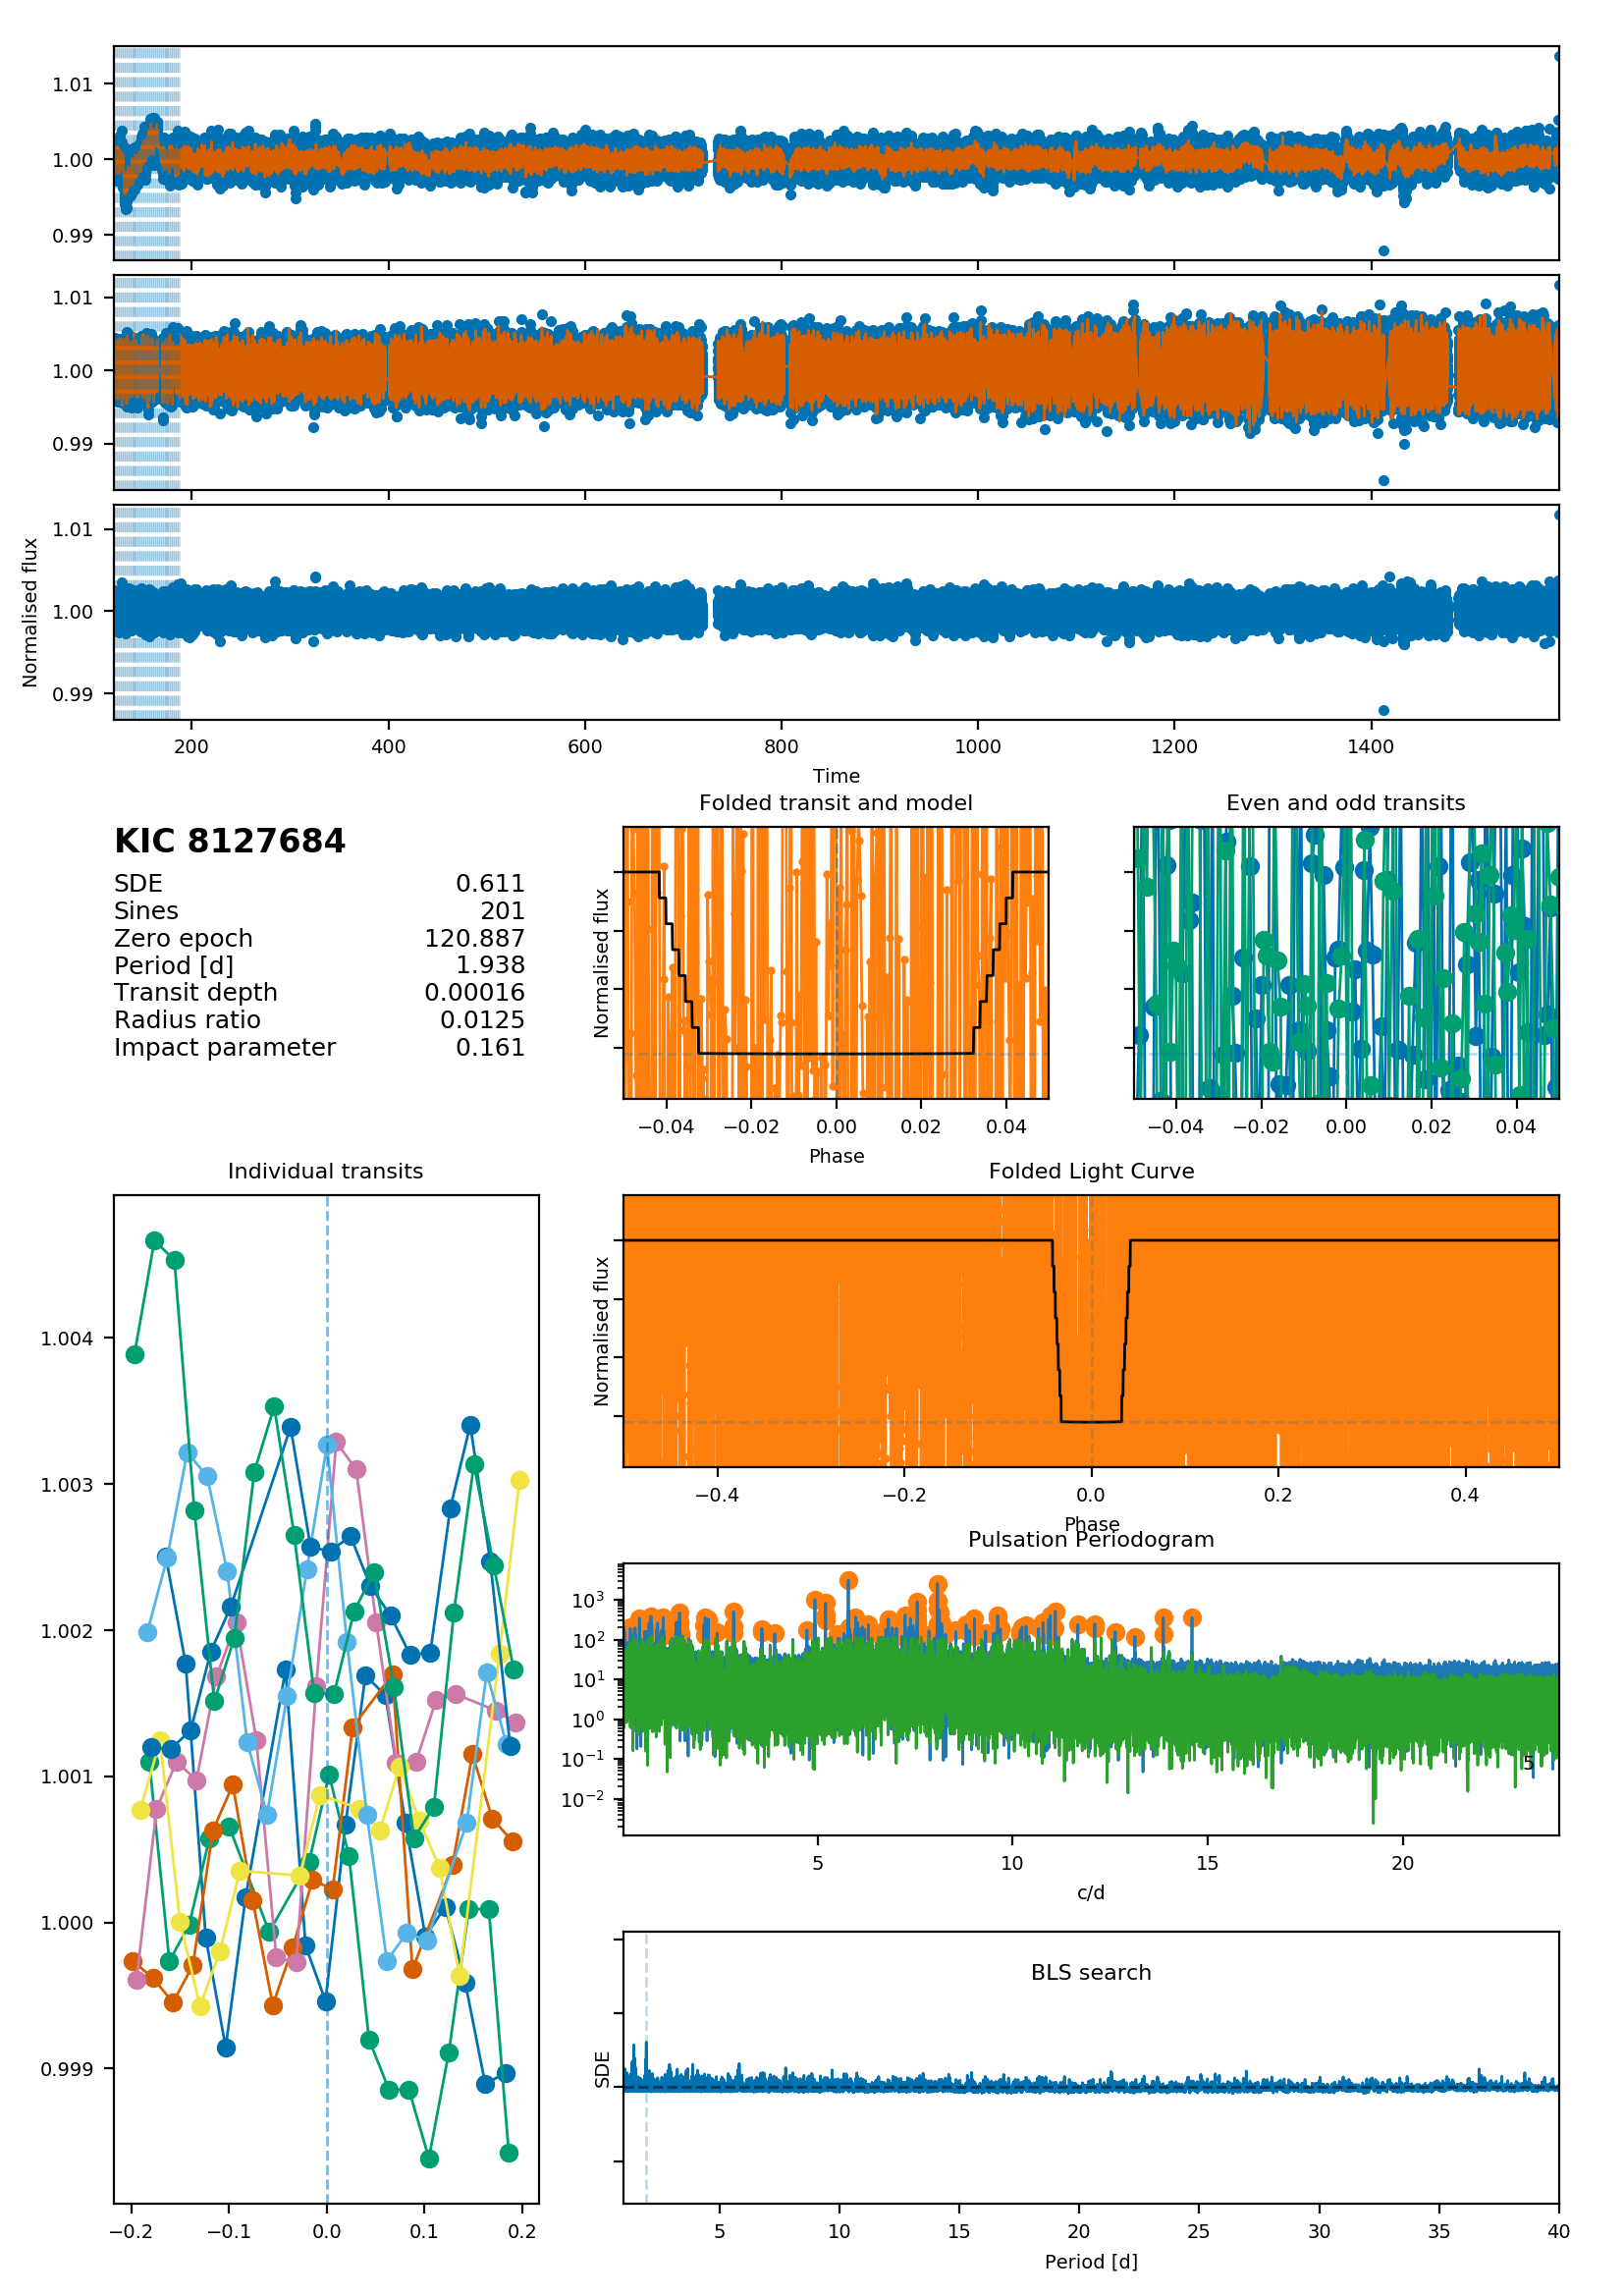 1.01
1.00
0.99
1.01
1.00
0.99
1.01
1.00
0.99
Normalised flux
200 400 600 800 1000 1200 1400
Time
KIC 8127684
SDE 0.611
Sines 201
Zero epoch 120.887
Period [d] 1.938
Transit depth 0.00016
Radius ratio 0.0125
Impact parameter 0.161
Folded transit and model
Normalised flux
−0.04 −0.02 0.00 0.02 0.04
Phase
Even and odd transits
−0.04 −0.02 0.00 0.02 0.04
Individual transits
1.004
1.003
1.002
1.001
1.000
0.999
−0.2 −0.1 0.0 0.1 0.2
Folded Light Curve
Normalised flux
−0.4 −0.2 0.0 0.2 0.4
Phase
Pulsation Periodogram
10³
10²
10¹
10⁰
10⁻¹
10⁻²
5
5 10 15 20
c/d
BLS search
SDE
5 10 15 20 25 30 35 40
Period [d]